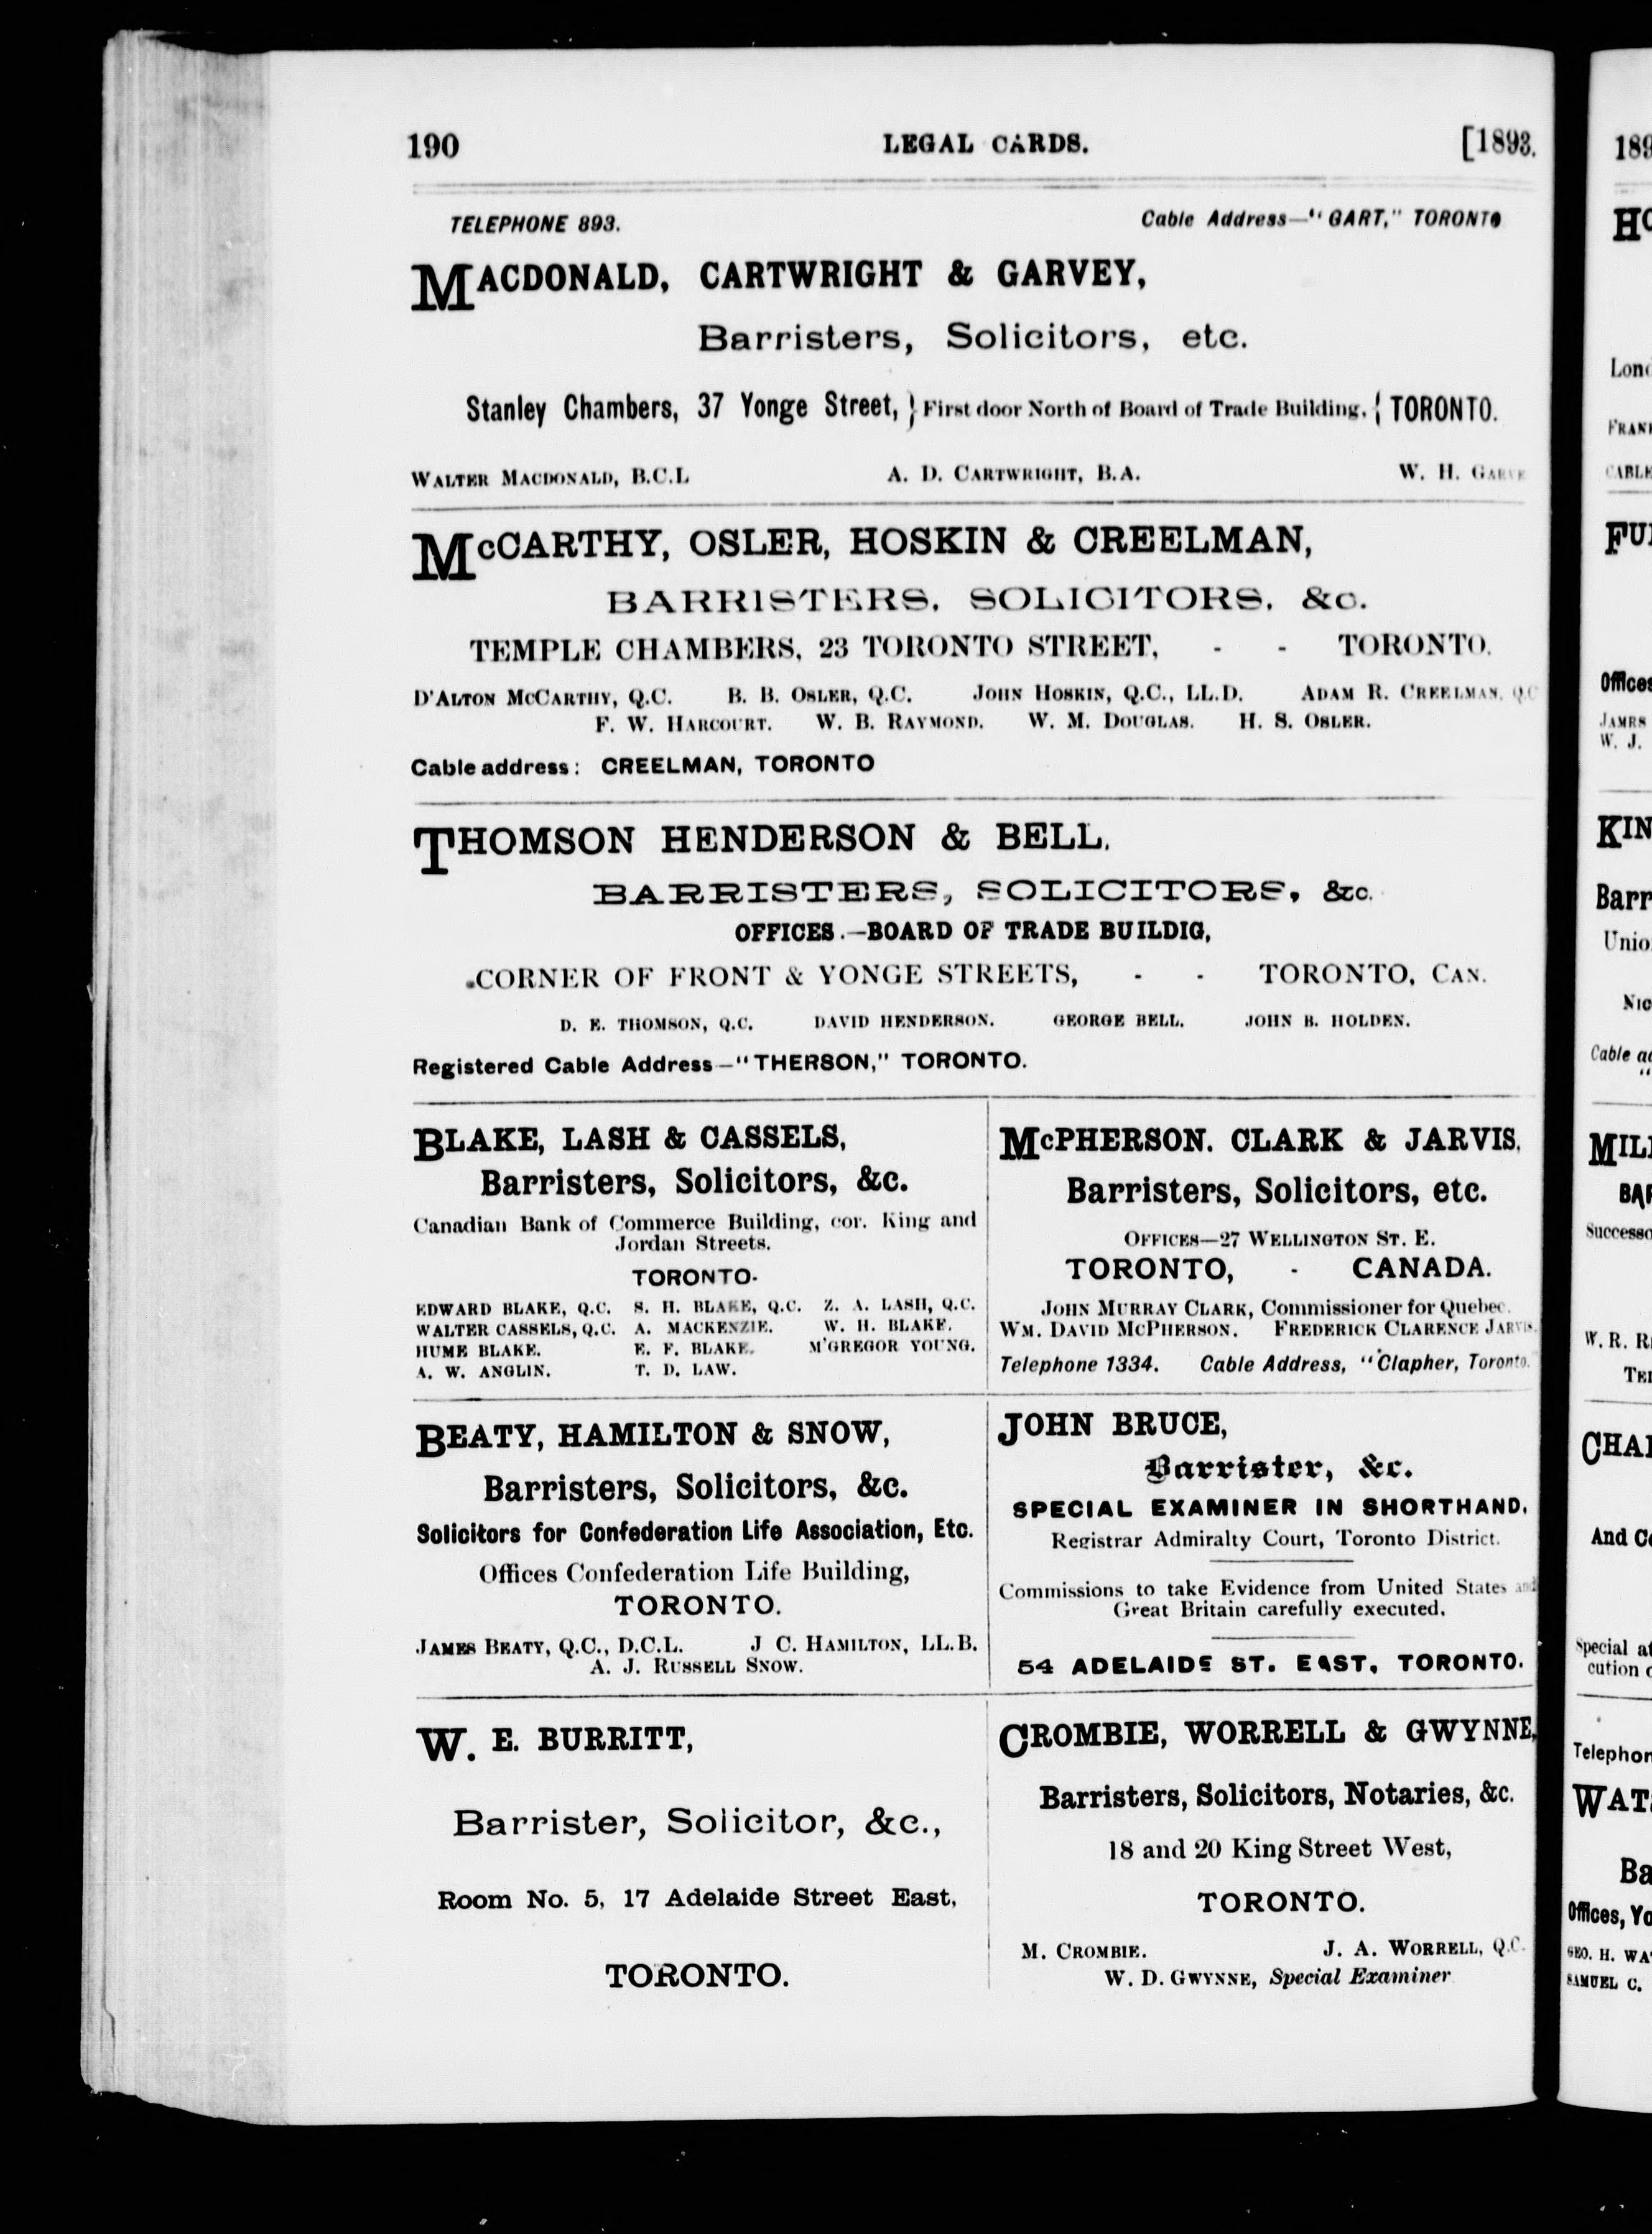 190 LEGAL CARDS. [1893.
TELEPHONE 893. Cable Address—"GART," TORONTO
MACDONALD, CARTWRIGHT & GARVEY,
Barristers, Solicitors, etc.
Stanley Chambers, 37 Yonge Street, } First door North of Board of Trade Building. { TORONTO.
WALTER MACDONALD, B.C.L A. D. CARTWRIGHT, B.A. W. H. GARVE
McCARTHY, OSLER, HOSKIN & CREELMAN,
BARRISTERS, SOLICITORS, &c.
TEMPLE CHAMBERS, 23 TORONTO STREET, - - TORONTO.
D'ALTON MCCARTHY, Q.C. B. B. OSLER, Q.C. JOHN HOSKIN, Q.C., LL.D. ADAM R. CREELMAN, Q.C
F. W. HARCOURT. W. B. RAYMOND. W. M. DOUGLAS. H. S. OSLER.
Cable address: CREELMAN, TORONTO
THOMSON HENDERSON & BELL,
BARRISTERS, SOLICITORS, &c.
OFFICES.—BOARD OF TRADE BUILDIG,
CORNER OF FRONT & YONGE STREETS, - - TORONTO, CAN.
D. E. THOMSON, Q.C. DAVID HENDERSON. GEORGE BELL. JOHN B. HOLDEN.
Registered Cable Address—"THERSON," TORONTO.
BLAKE, LASH & CASSELS,
Barristers, Solicitors, &c.
Canadian Bank of Commerce Building, cor. King and
Jordan Streets.
TORONTO.
EDWARD BLAKE, Q.C. S. H. BLAKE, Q.C. Z. A. LASH, Q.C.
WALTER CASSELS, Q.C. A. MACKENZIE. W. H. BLAKE.
HUME BLAKE. E. F. BLAKE. M'GREGOR YOUNG.
A. W. ANGLIN. T. D. LAW.
McPHERSON. CLARK & JARVIS.
Barristers, Solicitors, etc.
OFFICES—27 WELLINGTON ST. E.
TORONTO, - CANADA.
JOHN MURRAY CLARK, Commissioner for Quebec.
WM. DAVID MCPHERSON. FREDERICK CLARENCE JARVIS.
Telephone 1334. Cable Address, "Clapher, Toronto.
BEATY, HAMILTON & SNOW,
Barristers, Solicitors, &c.
Solicitors for Confederation Life Association, Etc.
Offices Confederation Life Building,
TORONTO.
JAMES BEATY, Q.C., D.C.L. J C. HAMILTON, LL.B.
A. J. RUSSELL SNOW.
JOHN BRUCE,
Barrister, &c.
SPECIAL EXAMINER IN SHORTHAND,
Registrar Admiralty Court, Toronto District.
Commissions to take Evidence from United States and
Great Britain carefully executed.
54 ADELAIDE ST. EAST, TORONTO.
W. E. BURRITT,
Barrister, Solicitor, &c.,
Room No. 5, 17 Adelaide Street East,
TORONTO.
CROMBIE, WORRELL & GWYNNE,
Barristers, Solicitors, Notaries, &c.
18 and 20 King Street West,
TORONTO.
M. CROMBIE. J. A. WORRELL, Q.C.
W. D. GWYNNE, Special Examiner